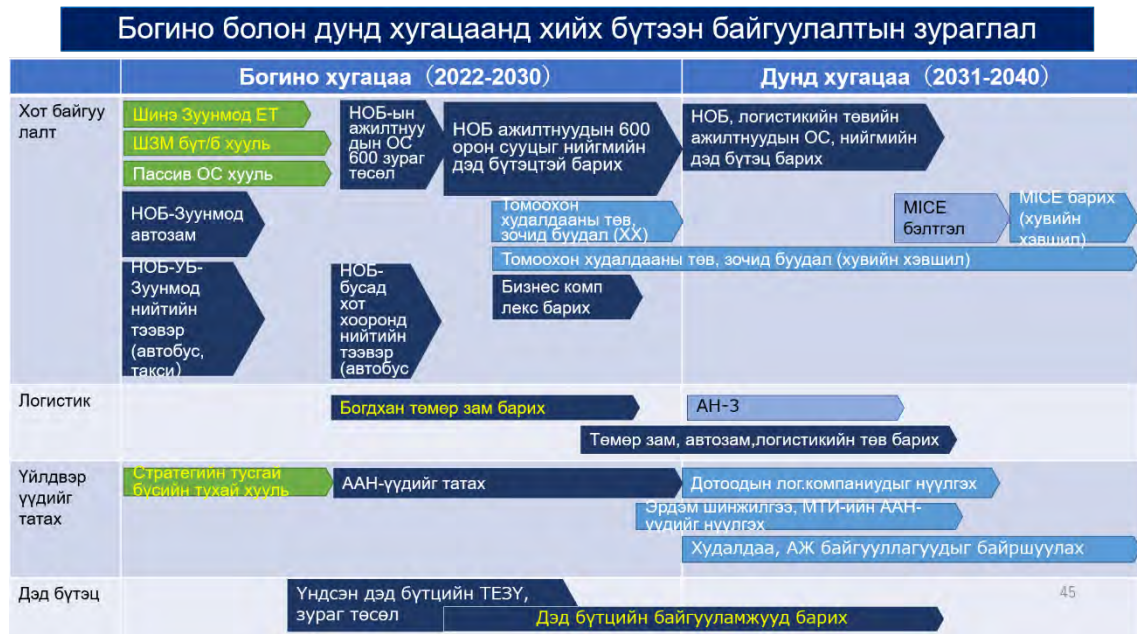 Богино болон дунд хугацаанд хийх бүтээн байгуулалтын зураглал
Богино хугацаа (2022-2030)
Дунд хугацаа (2031-2040)
Хот байгуу
лалт
Шинэ Зуунмод ЕТ
ШЗМ бүт/б хууль
Пассив ОС хууль
НОБ-ын
ажилтнуу
дын ОС
600 зураг
төсөл
НОБ ажилтнуудын 600
орон сууцыг нийгмийн
дэд бүтэцтэй барих
НОБ, логистикийн төвийн
ажилтнуудын ОС, нийгмийн
дэд бүтэц барих
НОБ-Зуунмод
автозам
Томоохон
худалдааны төв,
зочид буудал (ХХ)
MICE
бэлтгэл
MICE барих
(хувийн
хэвшил)
Томоохон худалдааны төв, зочид буудал (хувийн хэвшил)
НОБ-УБ-
Зуунмод
нийтийн
тээвэр
(автобус,
такси)
НОБ-
бусад
хот
хооронд
нийтийн
тээвэр
(автобус
Бизнес комп
лекс барих
Логистик
Богдхан төмөр зам барих
АН-3
Төмөр зам, автозам,логистикийн төв барих
Үйлдвэр
үүдийг
татах
Стратегийн тусгай
бүсийн тухай хууль
ААН-үүдийг татах
Дотоодын лог.компаниудыг нүүлгэх
Эрдэм шинжилгээ, МТИ-ийн ААН-
үүдийг нүүлгэх
Худалдаа, АЖ байгууллагуудыг байршуулах
Дэд бүтэц
Үндсэн дэд бүтцийн ТЕЗҮ,
зураг төсөл
Дэд бүтцийн байгууламжууд барих
45